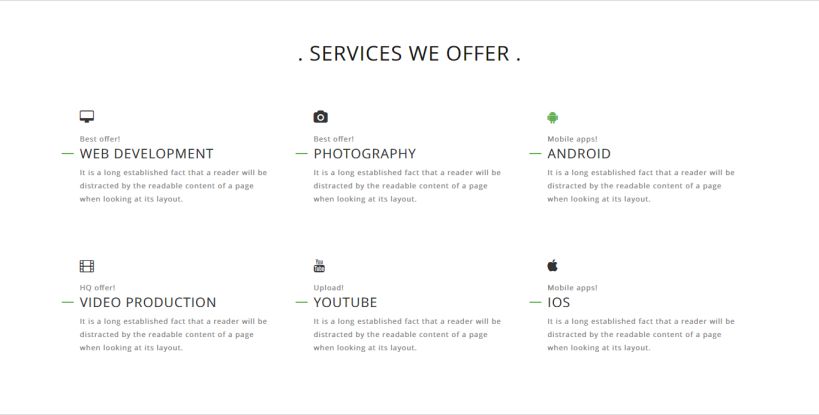 . SERVICES WE OFFER .
Best offer!
WEB DEVELOPMENT
It is a long established fact that a reader will be
distracted by the readable content of a page
when looking at its layout.
Best offer!
PHOTOGRAPHY
It is a long established fact that a reader will be
distracted by the readable content of a page
when looking at its layout.
Mobile apps!
ANDROID
It is a long established fact that a reader will be
distracted by the readable content of a page
when looking at its layout.
HQ offer!
VIDEO PRODUCTION
It is a long established fact that a reader will be
distracted by the readable content of a page
when looking at its layout.
You
Tube
Upload!
YOUTUBE
It is a long established fact that a reader will be
distracted by the readable content of a page
when looking at its layout.
Mobile apps!
IOS
It is a long established fact that a reader will be
distracted by the readable content of a page
when looking at its layout.